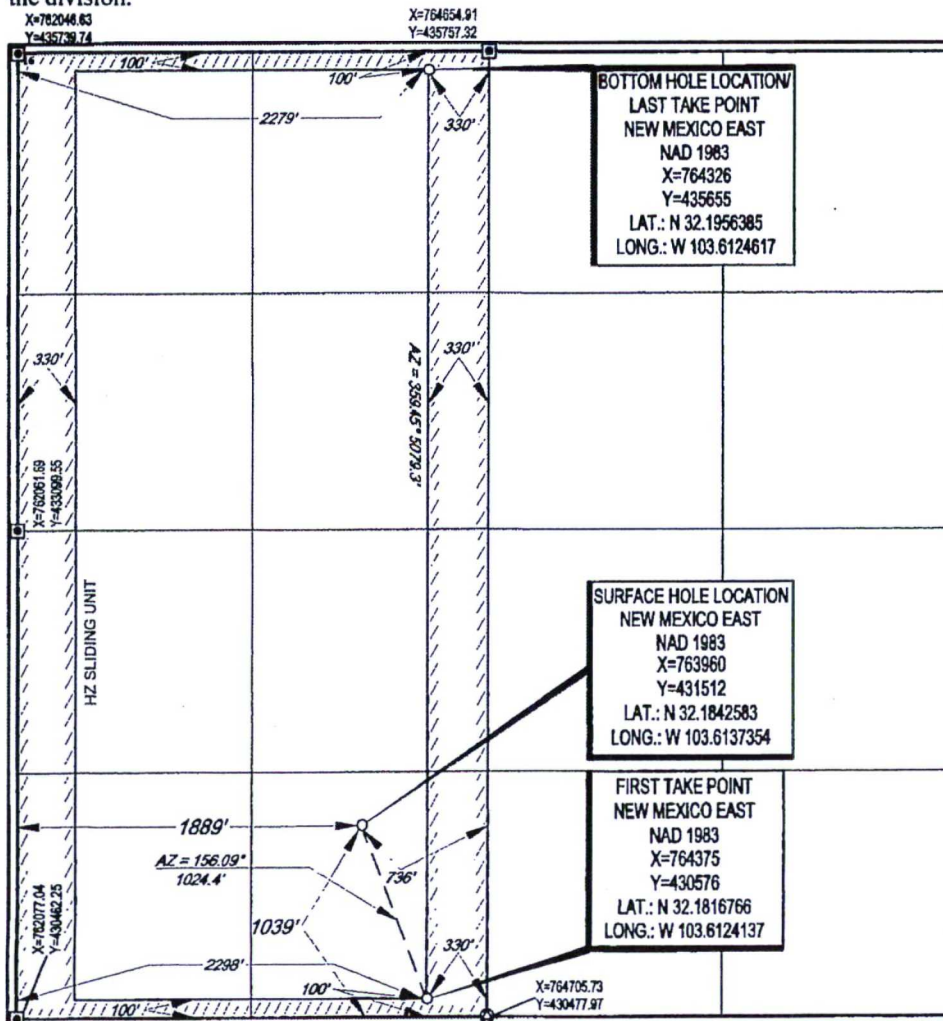 the division.
X=762046.63
Y=435739.74
X=764654.91
Y=435757.32
100'
100'
2279'
330'
BOTTOM HOLE LOCATION/
LAST TAKE POINT
NEW MEXICO EAST
NAD 1983
X=764326
Y=435655
LAT.: N 32.1956385
LONG.: W 103.6124617
330'
AZ = 359.45° 5079.3'
330'
X=762061.69
Y=433099.55
HZ SLIDING UNIT
SURFACE HOLE LOCATION
NEW MEXICO EAST
NAD 1983
X=763960
Y=431512
LAT.: N 32.1842583
LONG.: W 103.6137354
1889'
AZ = 156.09°
1024.4'
736'
1039'
FIRST TAKE POINT
NEW MEXICO EAST
NAD 1983
X=764375
Y=430576
LAT.: N 32.1816766
LONG.: W 103.6124137
X=762077.04
Y=430462.25
2298'
330'
100'
100'
X=764705.73
Y=430477.97